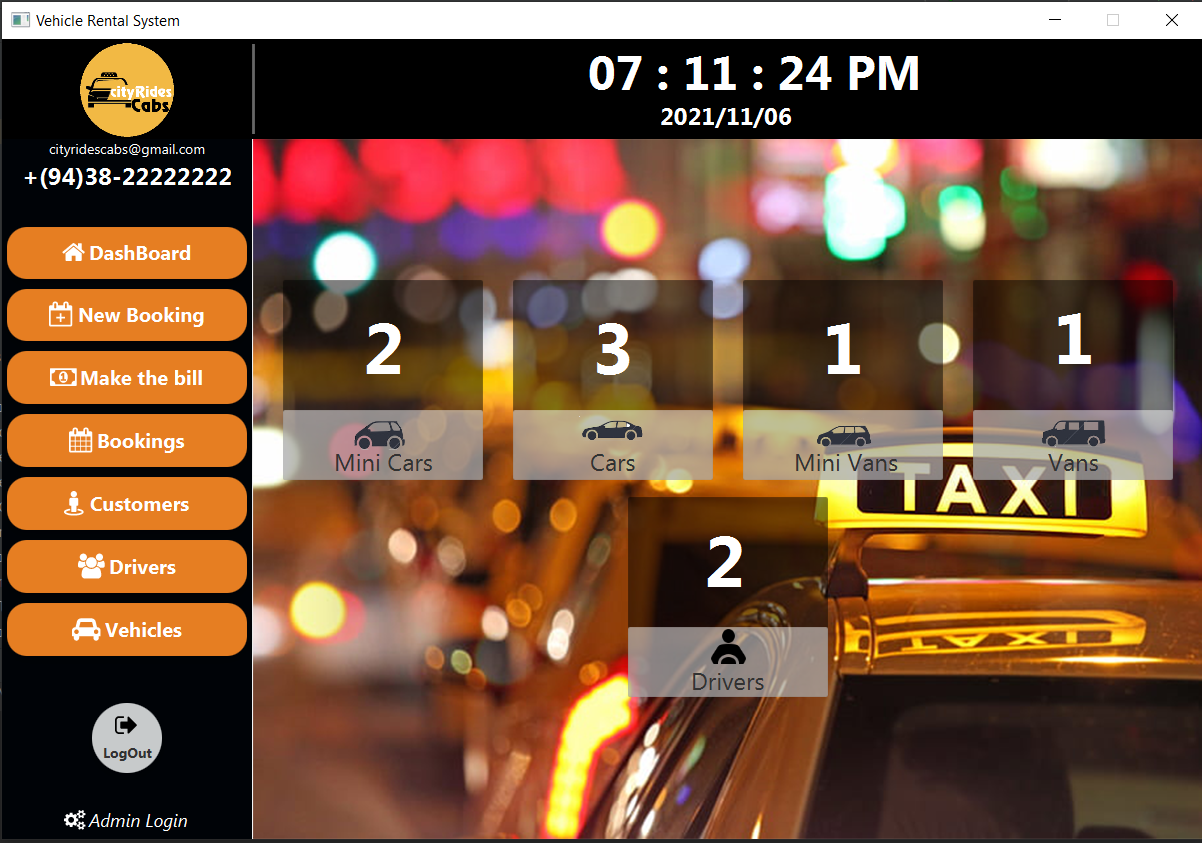 Vehicle Rental System
cityRides
Cabs
cityridescabs@gmail.com
+(94)38-22222222
DashBoard
New Booking
Make the bill
Bookings
Customers
Drivers
Vehicles
LogOut
Admin Login
07 : 11 : 24 PM
2021/11/06
2
Mini Cars
3
Cars
1
Mini Vans
1
Vans
2
Drivers
TAXI